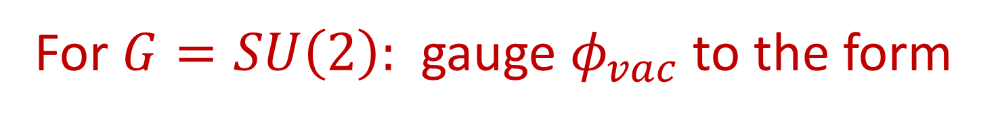 For G = SU(2): gauge ϕ_vac to the form